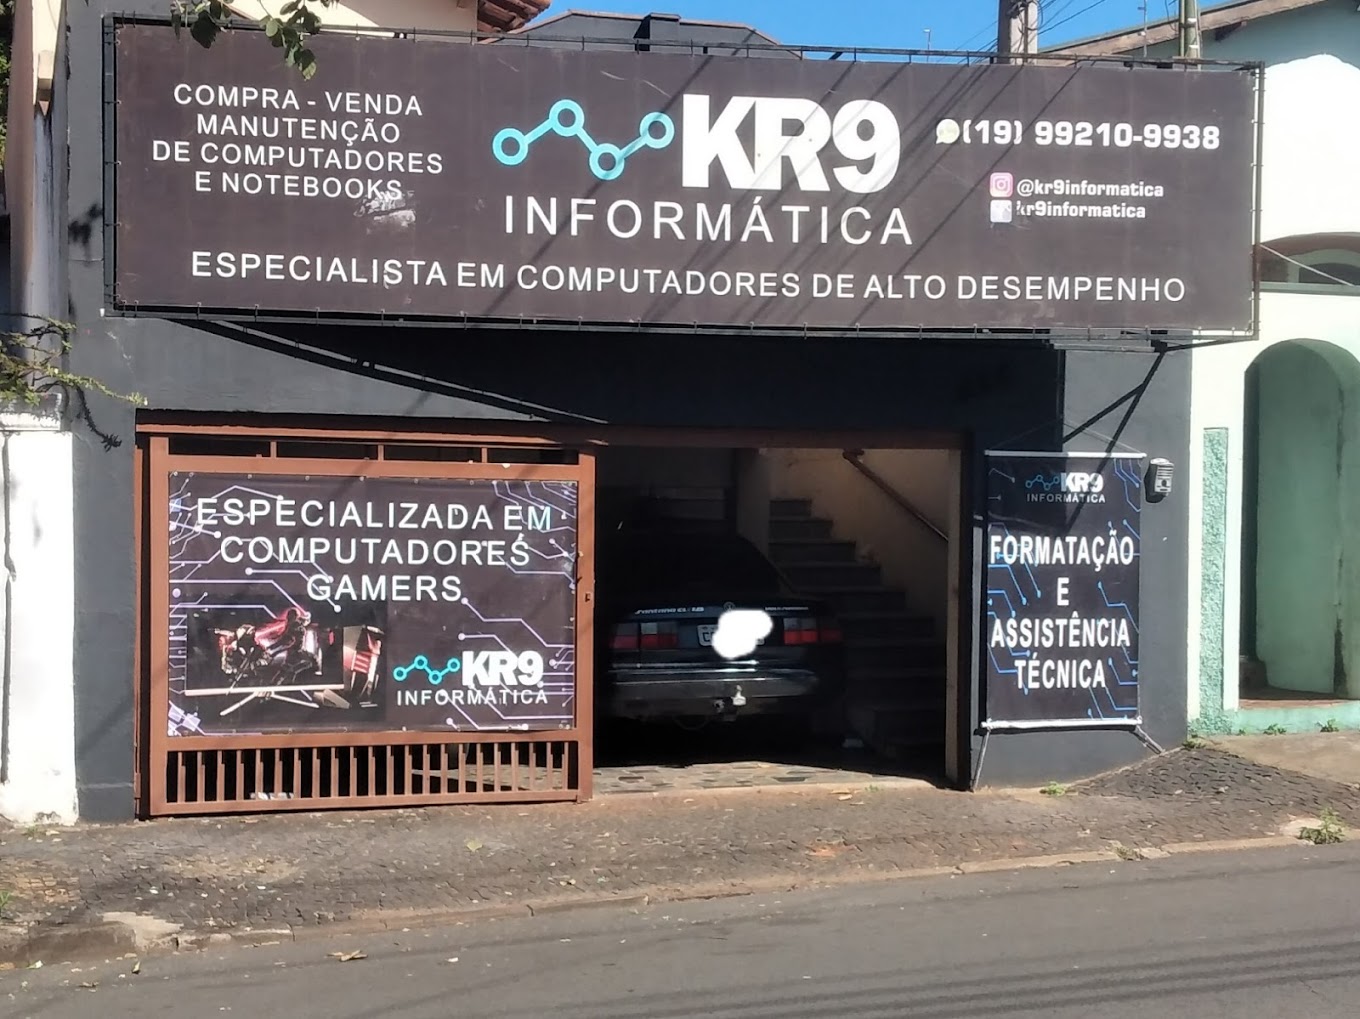 COMPRA - VENDA
MANUTENÇÃO
DE COMPUTADORES
E NOTEBOOKS
KR9
INFORMÁTICA
(19) 99210-9938
@kr9informatica
kr9informatica
ESPECIALISTA EM COMPUTADORES DE ALTO DESEMPENHO
ESPECIALIZADA EM
COMPUTADORES
GAMERS
KR9
INFORMÁTICA
KR9
INFORMÁTICA
FORMATAÇÃO
E
ASSISTÊNCIA
TÉCNICA